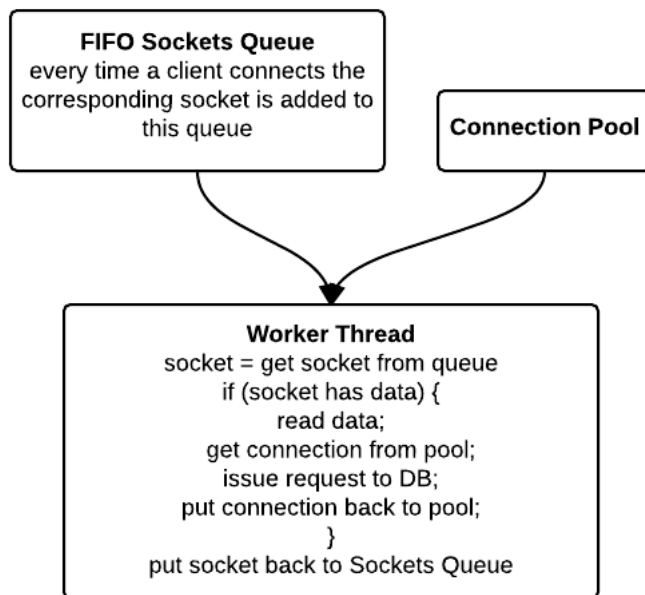 FIFO Sockets Queue
every time a client connects the
corresponding socket is added to
this queue
Connection Pool
Worker Thread
socket = get socket from queue
if (socket has data) {
read data;
get connection from pool;
issue request to DB;
put connection back to pool;
}
put socket back to Sockets Queue